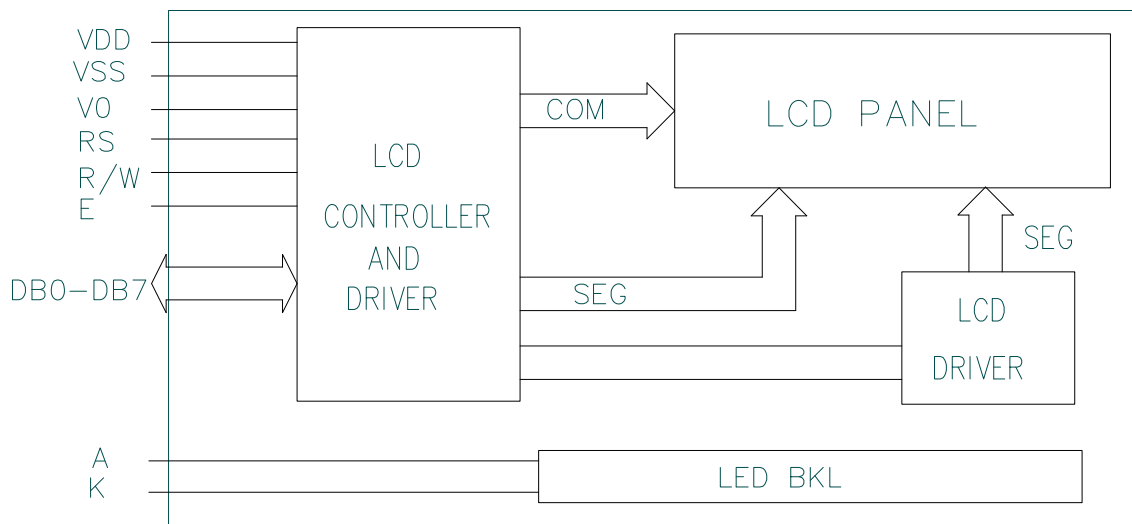 VDD
VSS
V0
RS
R/W
E
DB0-DB7
A
K
LCD
CONTROLLER
AND
DRIVER
COM
SEG
LCD PANEL
SEG
LCD
DRIVER
LED BKL